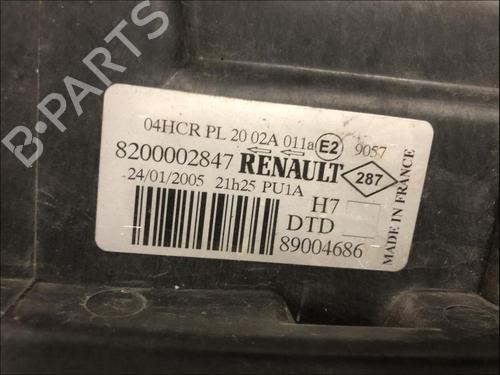 B-PARTS
04HCR PL 20 02A 011a E2 9057
8200002847 RENAULT 287
24/01/2005 21h25 PU1A
H7
DTD
89004686
MADE IN FRANCE